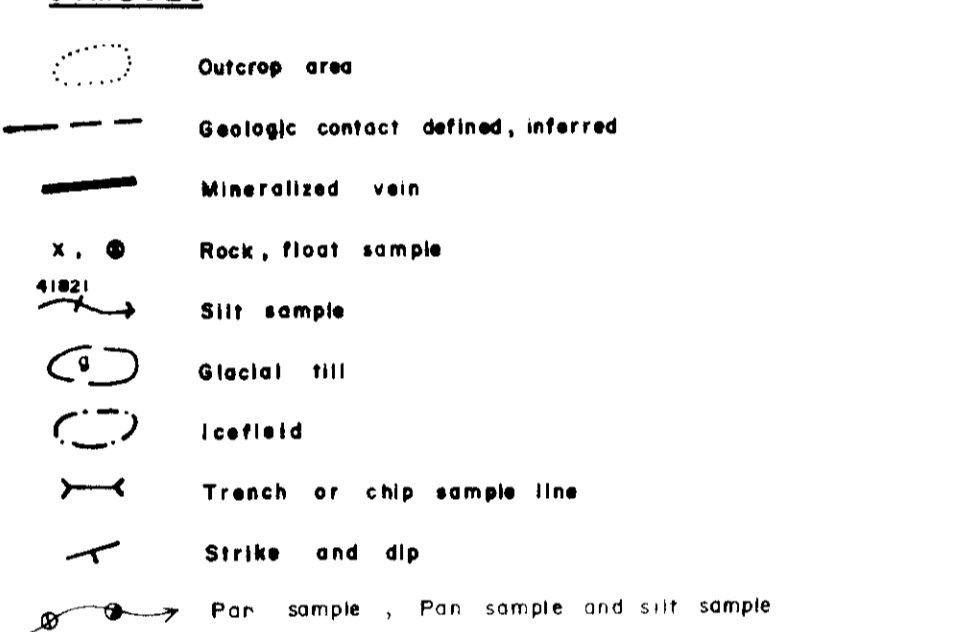 Outcrop area
Geologic contact defined, inferred
Mineralized vein
x, Rock, float sample
41821
Silt sample
g Glacial till
Icefield
Trench or chip sample line
Strike and dip
Pan sample , Pan sample and silt sample